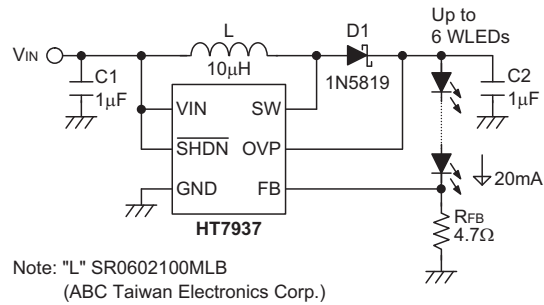 Up to
6 WLEDs
L
D1
VIN
10μH
1N5819
C1
1μF
C2
1μF
VIN
SW
SHDN
OVP
GND
FB
20mA
HT7937
RFB
4.7Ω
Note: "L" SR0602100MLB
(ABC Taiwan Electronics Corp.)